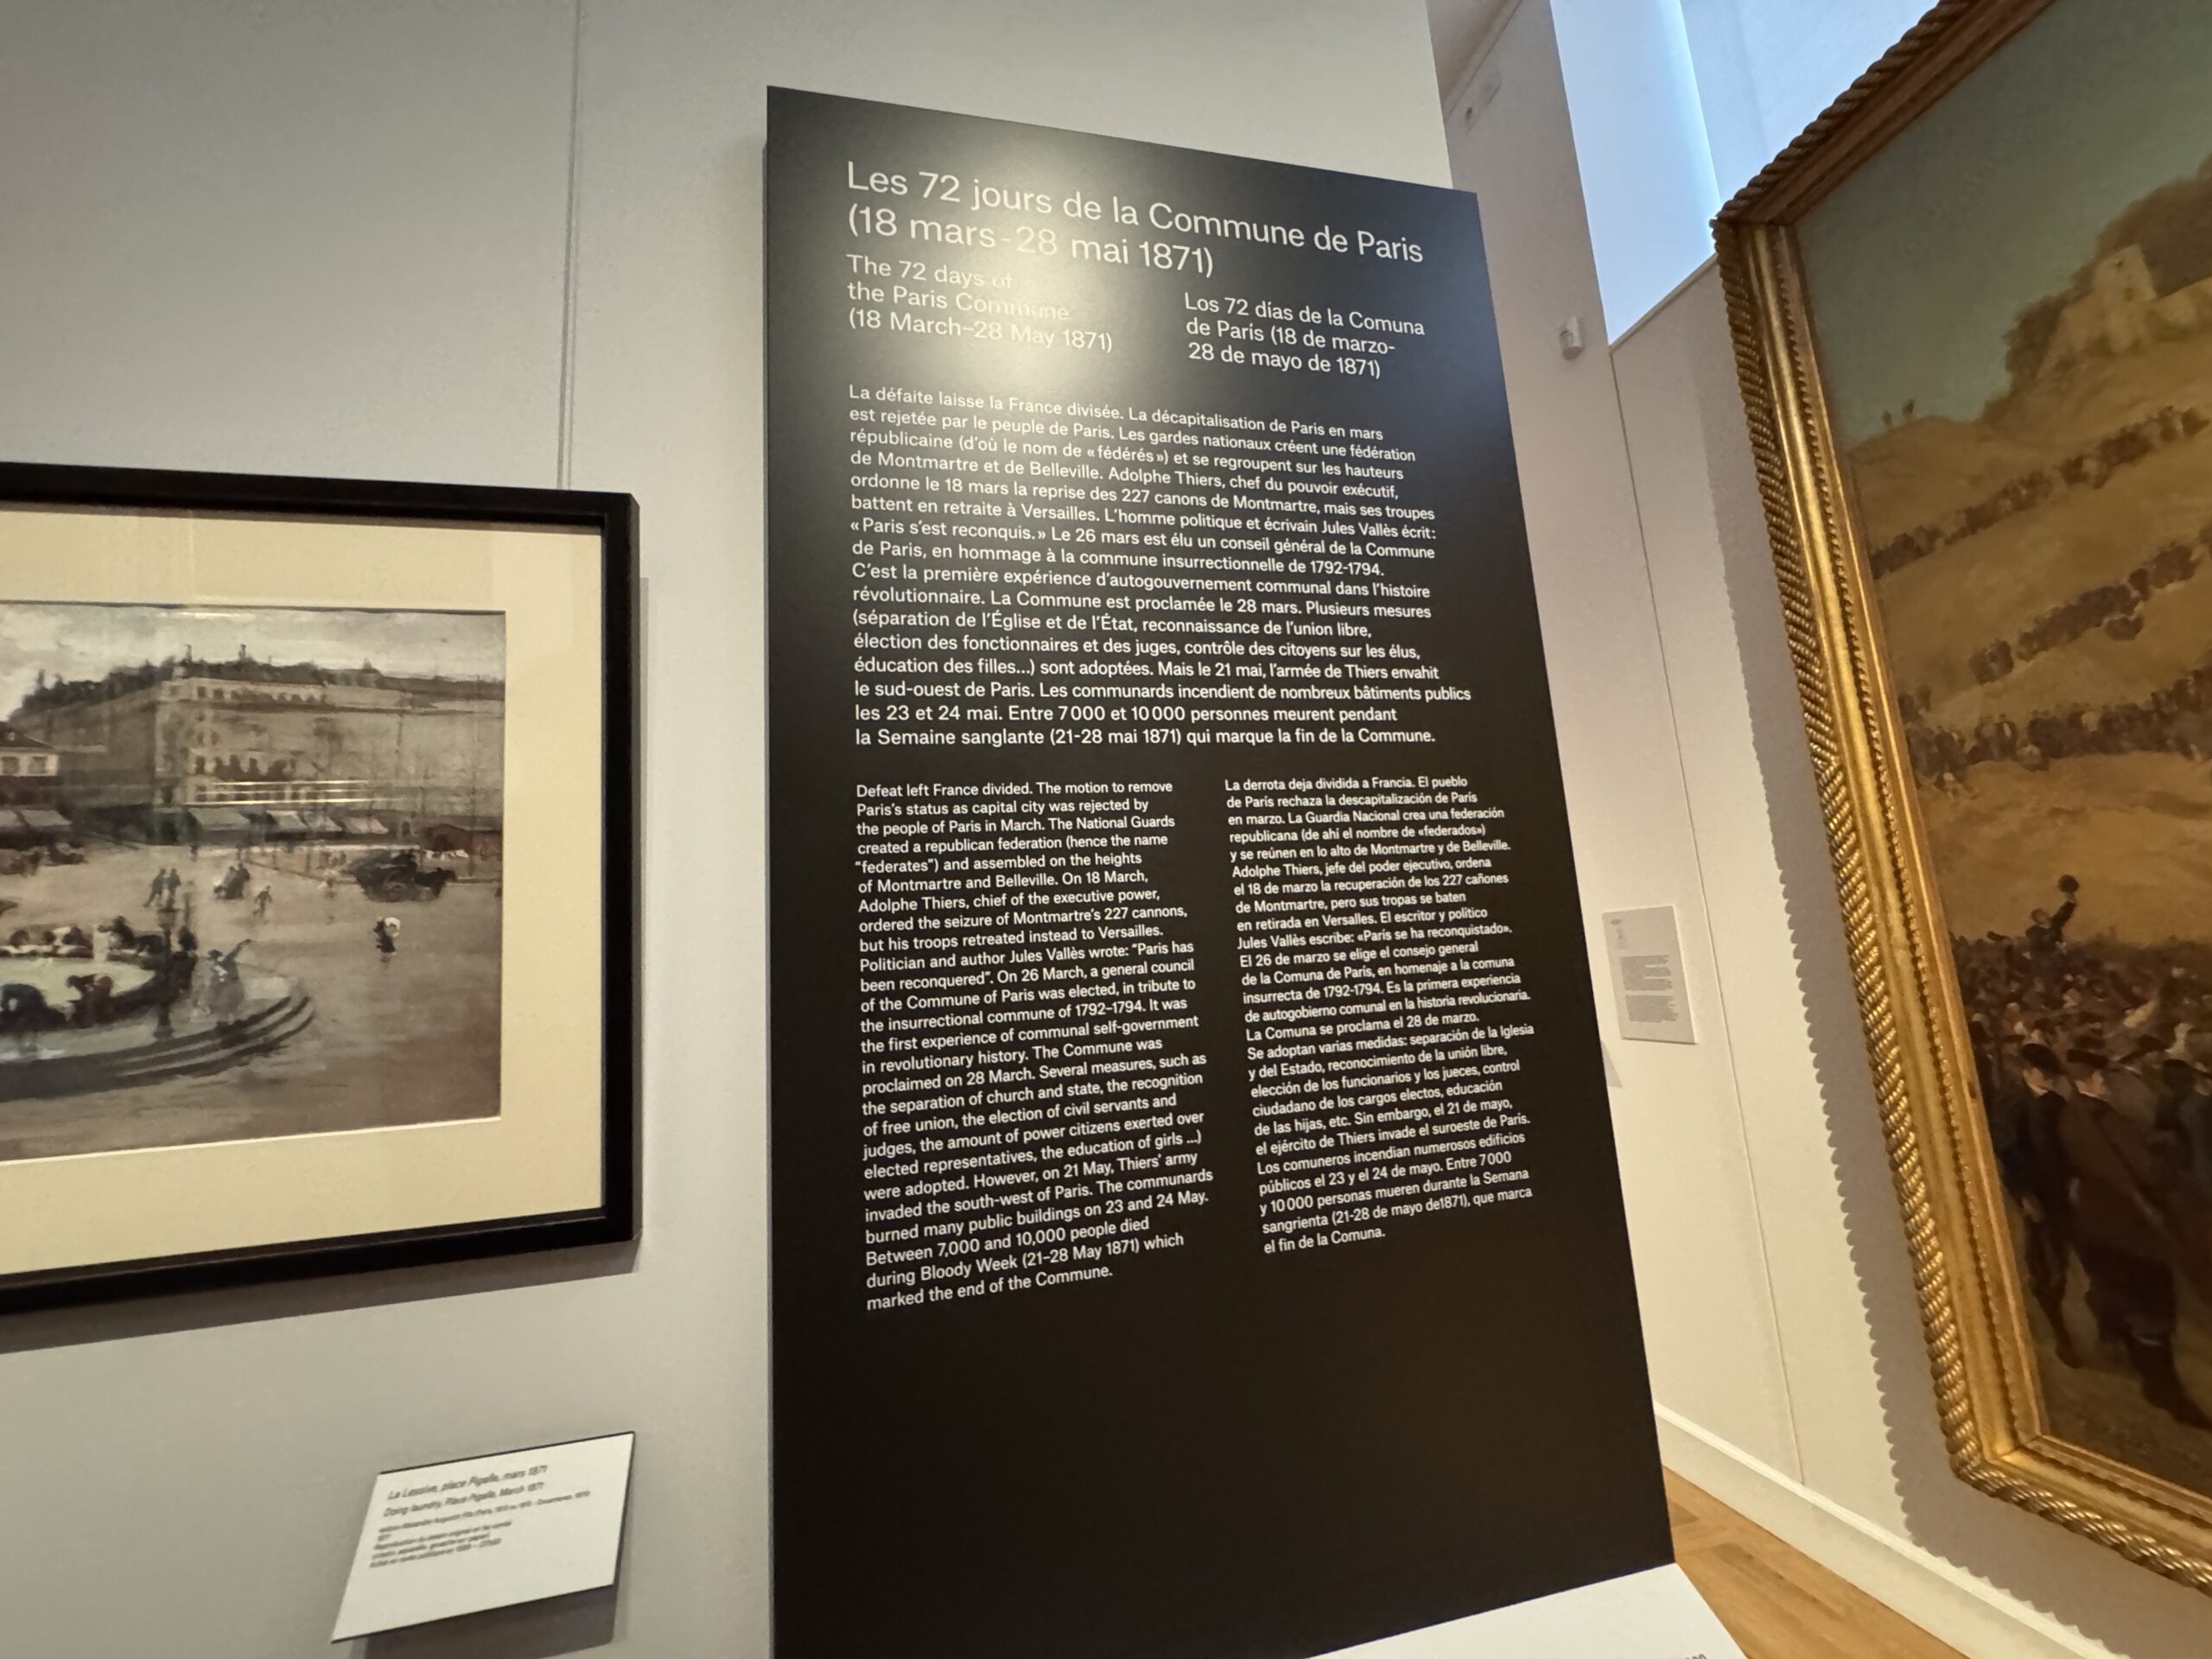 Les 72 jours de la Commune de Paris
(18 mars-28 mai 1871)
The 72 days of
the Paris Commune
(18 March–28 May 1871)
Los 72 días de la Comuna
de París (18 de marzo-
28 de mayo de 1871)
La défaite laisse la France divisée. La décapitalisation de Paris en mars
est rejetée par le peuple de Paris. Les gardes nationaux créent une fédération
républicaine (d'où le nom de « fédérés ») et se regroupent sur les hauteurs
de Montmartre et de Belleville. Adolphe Thiers, chef du pouvoir exécutif,
ordonne le 18 mars la reprise des 227 canons de Montmartre, mais ses troupes
battent en retraite à Versailles. L'homme politique et écrivain Jules Vallès écrit:
« Paris s'est reconquis. » Le 26 mars est élu un conseil général de la Commune
de Paris, en hommage à la commune insurrectionnelle de 1792-1794.
C'est la première expérience d'autogouvernement communal dans l'histoire
révolutionnaire. La Commune est proclamée le 28 mars. Plusieurs mesures
(séparation de l'Église et de l'État, reconnaissance de l'union libre,
élection des fonctionnaires et des juges, contrôle des citoyens sur les élus,
éducation des filles...) sont adoptées. Mais le 21 mai, l'armée de Thiers envahit
le sud-ouest de Paris. Les communards incendient de nombreux bâtiments publics
les 23 et 24 mai. Entre 7 000 et 10 000 personnes meurent pendant
la Semaine sanglante (21-28 mai 1871) qui marque la fin de la Commune.
Defeat left France divided. The motion to remove
Paris's status as capital city was rejected by
the people of Paris in March. The National Guards
created a republican federation (hence the name
"federates") and assembled on the heights
of Montmartre and Belleville. On 18 March,
Adolphe Thiers, chief of the executive power,
ordered the seizure of Montmartre's 227 cannons,
but his troops retreated instead to Versailles.
Politician and author Jules Vallès wrote: "Paris has
been reconquered". On 26 March, a general council
of the Commune of Paris was elected, in tribute to
the insurrectional commune of 1792–1794. It was
the first experience of communal self-government
in revolutionary history. The Commune was
proclaimed on 28 March. Several measures, such as
the separation of church and state, the recognition
of free union, the election of civil servants and
judges, the amount of power citizens exerted over
elected representatives, the education of girls ...)
were adopted. However, on 21 May, Thiers' army
invaded the south-west of Paris. The communards
burned many public buildings on 23 and 24 May.
Between 7,000 and 10,000 people died
during Bloody Week (21–28 May 1871) which
marked the end of the Commune.
La derrota deja dividida a Francia. El pueblo
de París rechaza la descapitalización de París
en marzo. La Guardia Nacional crea una federación
republicana (de ahí el nombre de «federados»)
y se reúnen en lo alto de Montmartre y de Belleville.
Adolphe Thiers, jefe del poder ejecutivo, ordena
el 18 de marzo la recuperación de los 227 cañones
de Montmartre, pero sus tropas se baten
en retirada en Versalles. El escritor y político
Jules Vallès escribe: «París se ha reconquistado».
El 26 de marzo se elige el consejo general
de la Comuna de París, en homenaje a la comuna
insurrecta de 1792-1794. Es la primera experiencia
de autogobierno comunal en la historia revolucionaria.
La Comuna se proclama el 28 de marzo.
Se adoptan varias medidas: separación de la Iglesia
y del Estado, reconocimiento de la unión libre,
elección de los funcionarios y los jueces, control
ciudadano de los cargos electos, educación
de las hijas, etc. Sin embargo, el 21 de mayo,
el ejército de Thiers invade el suroeste de París.
Los comuneros incendian numerosos edificios
públicos el 23 y el 24 de mayo. Entre 7 000
y 10 000 personas mueren durante la Semana
sangrienta (21-28 de mayo de1871), que marca
el fin de la Comuna.
La Lessive, place Pigalle, mars 1871
Doing laundry, Place Pigalle, March 1871